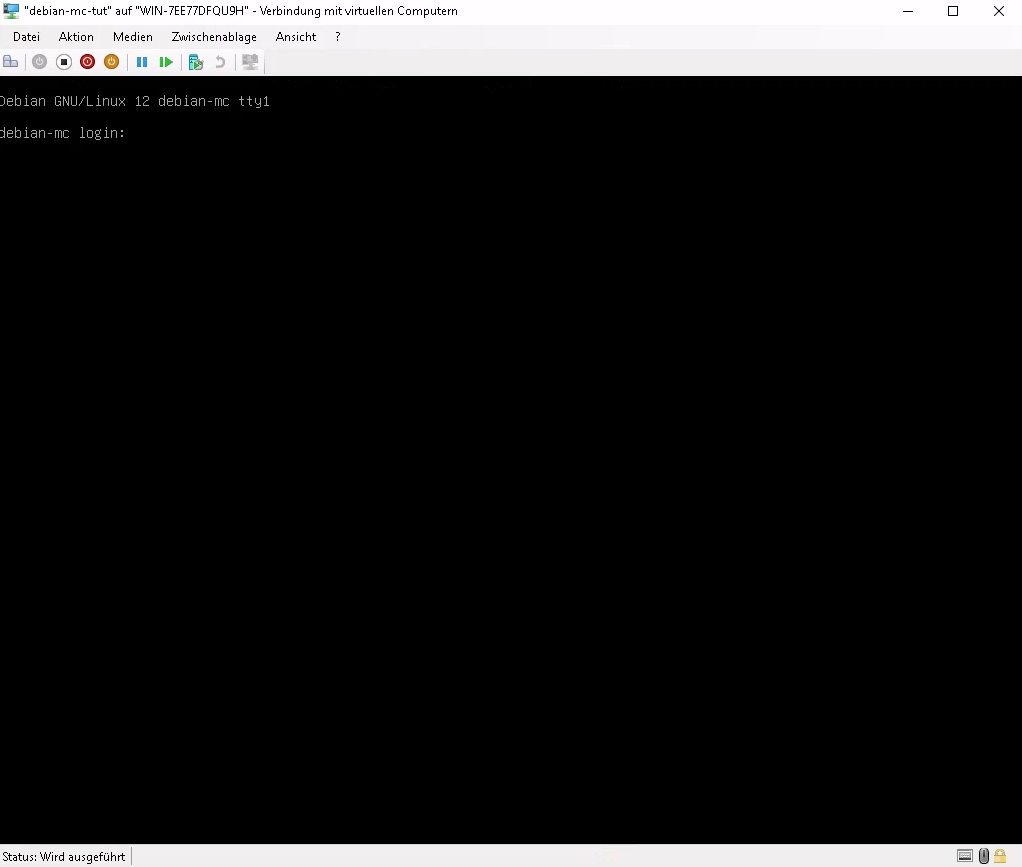 "debian-mc-tut" auf "WIN-7EE77DFQU9H" - Verbindung mit virtuellen Computern
Datei Aktion Medien Zwischenablage Ansicht ?
Debian GNU/Linux 12 debian-mc tty1
debian-mc login:
Status: Wird ausgeführt